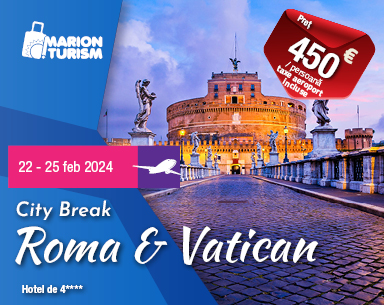 MARION
TURISM
Preț
450 €
/ persoană
taxe aeroport
incluse
22 - 25 feb 2024
City Break
Roma & Vatican
Hotel de 4****